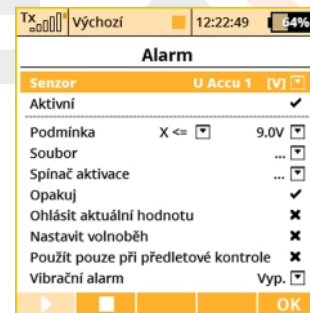 Tx Výchozí 12:22:49 64%
Alarm
Senzor U Accu 1 [V]
Aktivní ✔
Podmínka X <= 9.0V
Soubor ...
Spínač aktivace ...
Opakuj ✔
Ohlásit aktuální hodnotu ✖
Nastavit volnoběh ✖
Použít pouze při předletové kontrole ✖
Vibrační alarm Vyp.
OK